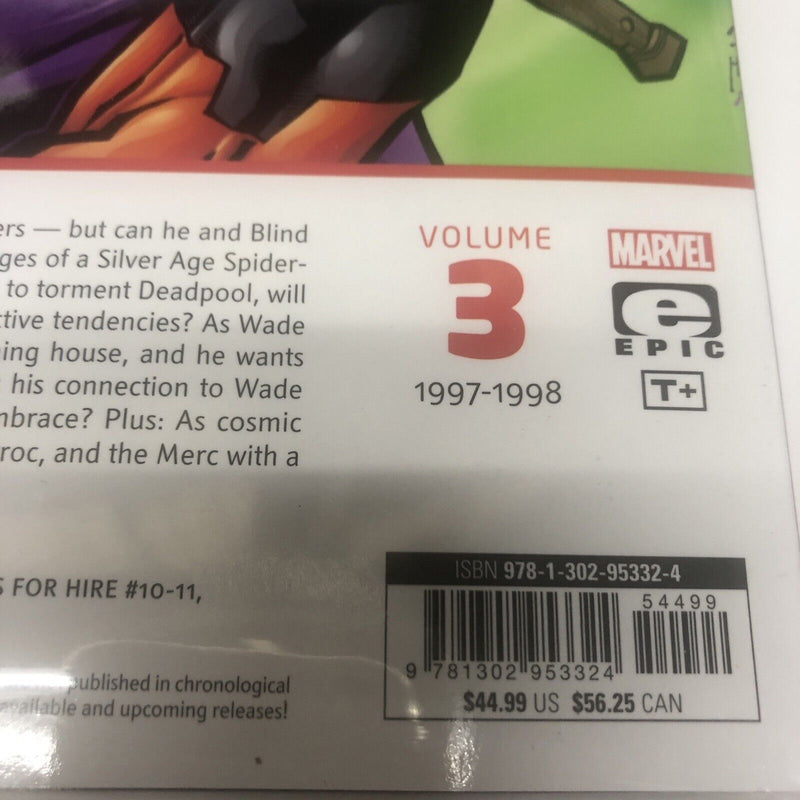 ers — but can he and Blind
ges of a Silver Age Spider-
to torment Deadpool, will
ctive tendencies? As Wade
ning house, and he wants
his connection to Wade
mbrace? Plus: As cosmic
roc, and the Merc with a
S FOR HIRE #10-11,
published in chronological
available and upcoming releases!
VOLUME
3
1997-1998
MARVEL
e
EPIC
T+
ISBN 978-1-302-95332-4
54499
9 781302 953324
$44.99 US $56.25 CAN